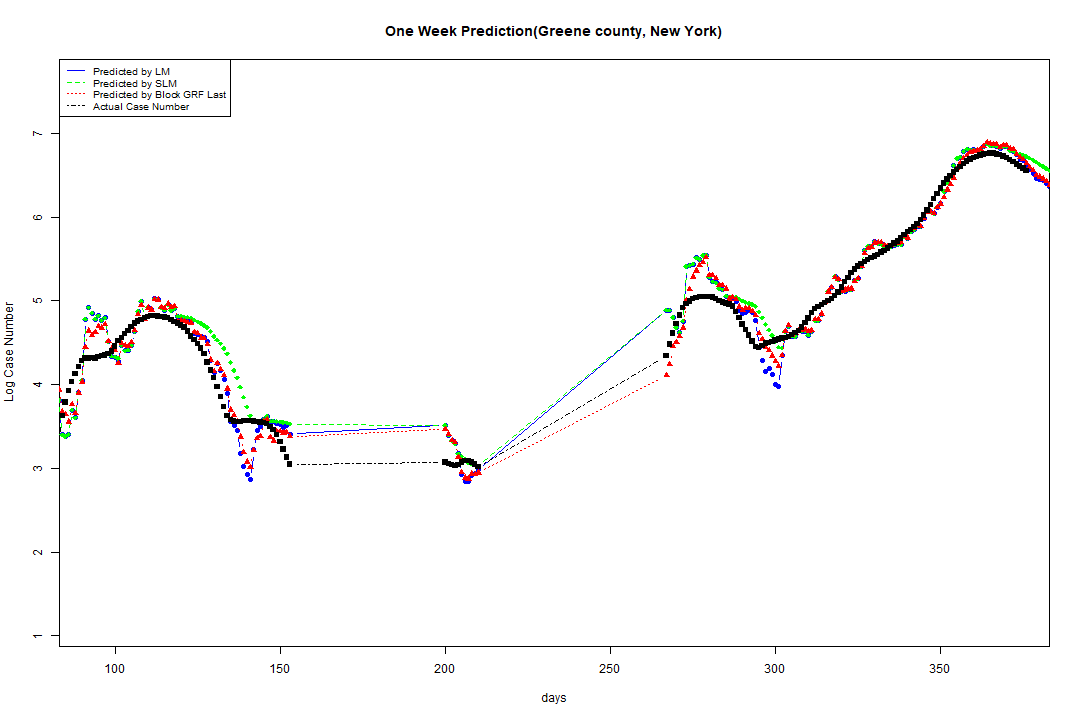 One Week Prediction(Greene county, New York)
Predicted by LM
Predicted by SLM
Predicted by Block GRF Last
Actual Case Number
7
6
5
4
3
2
1
Log Case Number
100 150 200 250 300 350
days